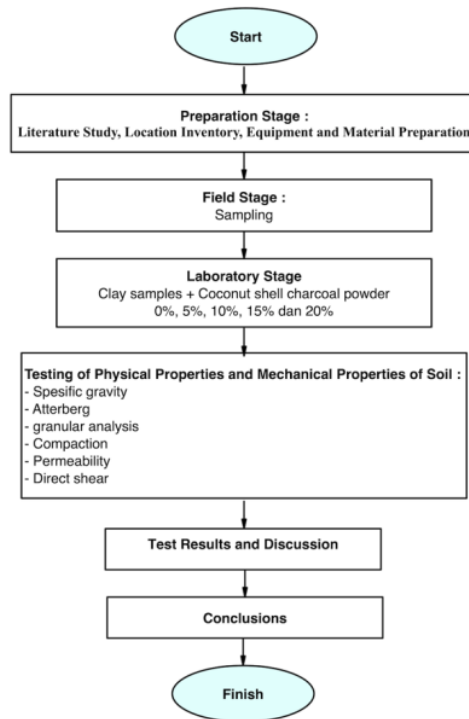 Start
Preparation Stage :
Literature Study, Location Inventory, Equipment and Material Preparation
Field Stage :
Sampling
Laboratory Stage
Clay samples + Coconut shell charcoal powder
0%, 5%, 10%, 15% dan 20%
Testing of Physical Properties and Mechanical Properties of Soil :
- Spesific gravity
- Atterberg
- granular analysis
- Compaction
- Permeability
- Direct shear
Test Results and Discussion
Conclusions
Finish